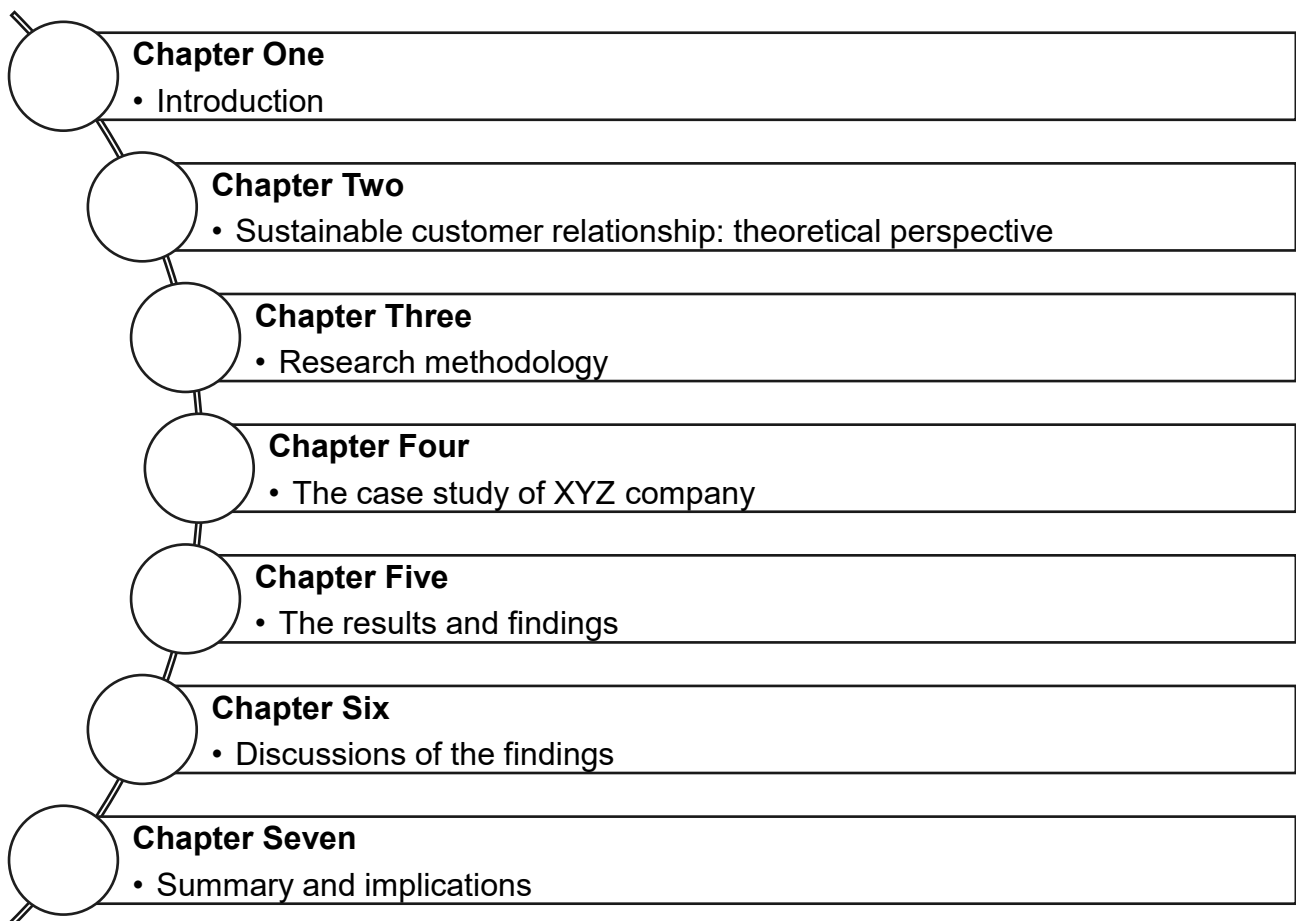 Chapter One
• Introduction
Chapter Two
• Sustainable customer relationship: theoretical perspective
Chapter Three
• Research methodology
Chapter Four
• The case study of XYZ company
Chapter Five
• The results and findings
Chapter Six
• Discussions of the findings
Chapter Seven
• Summary and implications